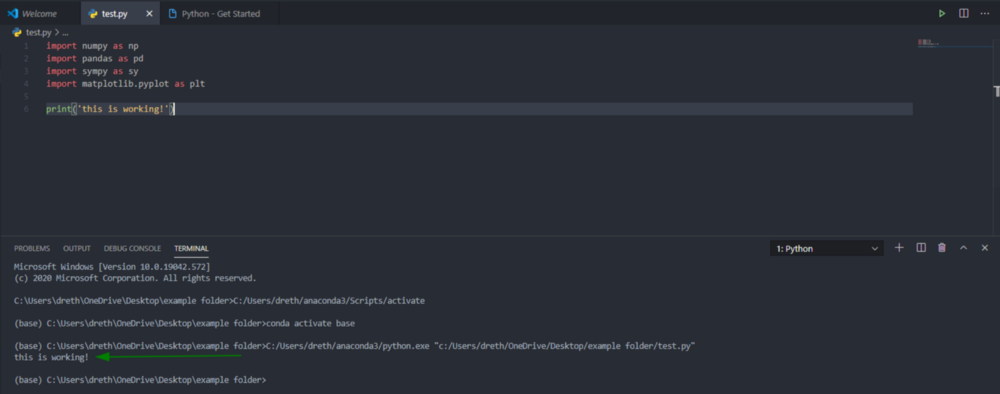 Welcome
test.py
Python - Get Started
test.py > ...
1 import numpy as np
2 import pandas as pd
3 import sympy as sy
4 import matplotlib.pyplot as plt
5
6 print('this is working!')
PROBLEMS OUTPUT DEBUG CONSOLE TERMINAL
1: Python
Microsoft Windows [Version 10.0.19042.572]
(c) 2020 Microsoft Corporation. All rights reserved.
C:\Users\dreth\OneDrive\Desktop\example folder>C:/Users/dreth/anaconda3/Scripts/activate
(base) C:\Users\dreth\OneDrive\Desktop\example folder>conda activate base
(base) C:\Users\dreth\OneDrive\Desktop\example folder>C:/Users/dreth/anaconda3/python.exe "c:/Users/dreth/OneDrive/Desktop/example folder/test.py"
this is working!
(base) C:\Users\dreth\OneDrive\Desktop\example folder>